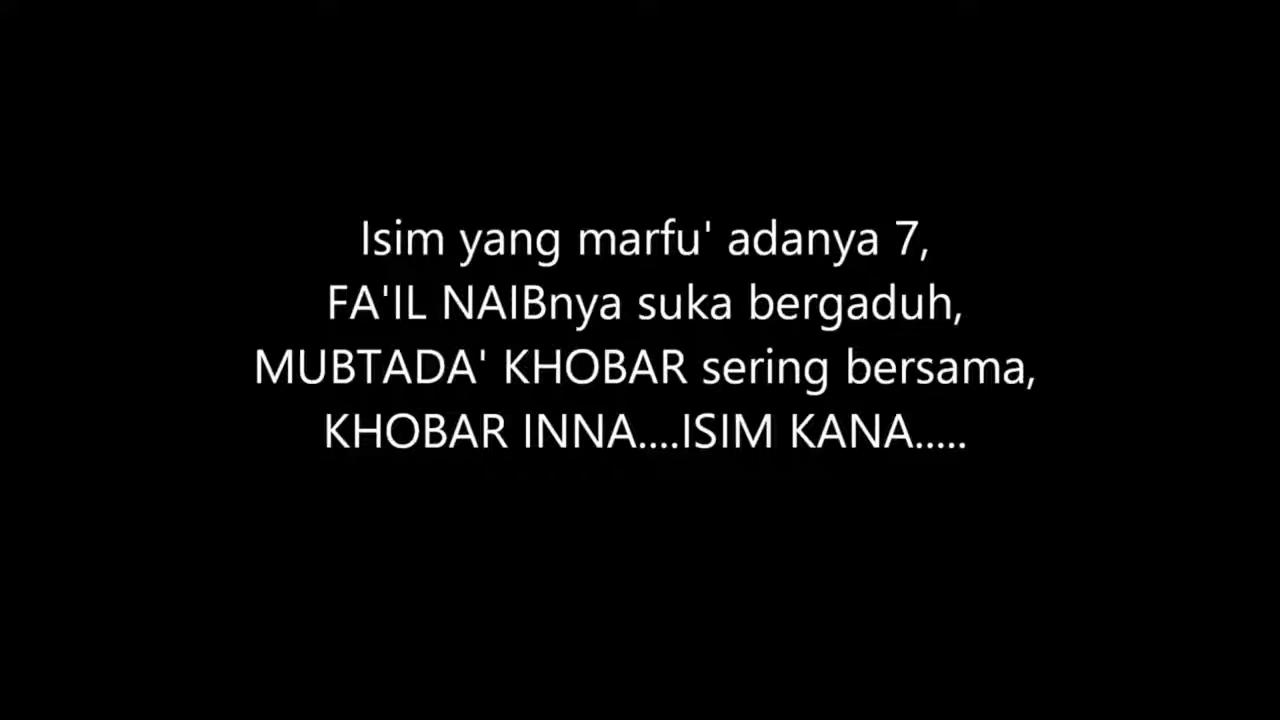 Isim yang marfu' adanya 7,
FA'IL NAIBnya suka bergaduh,
MUBTADA' KHOBAR sering bersama,
KHOBAR INNA....ISIM KANA.....